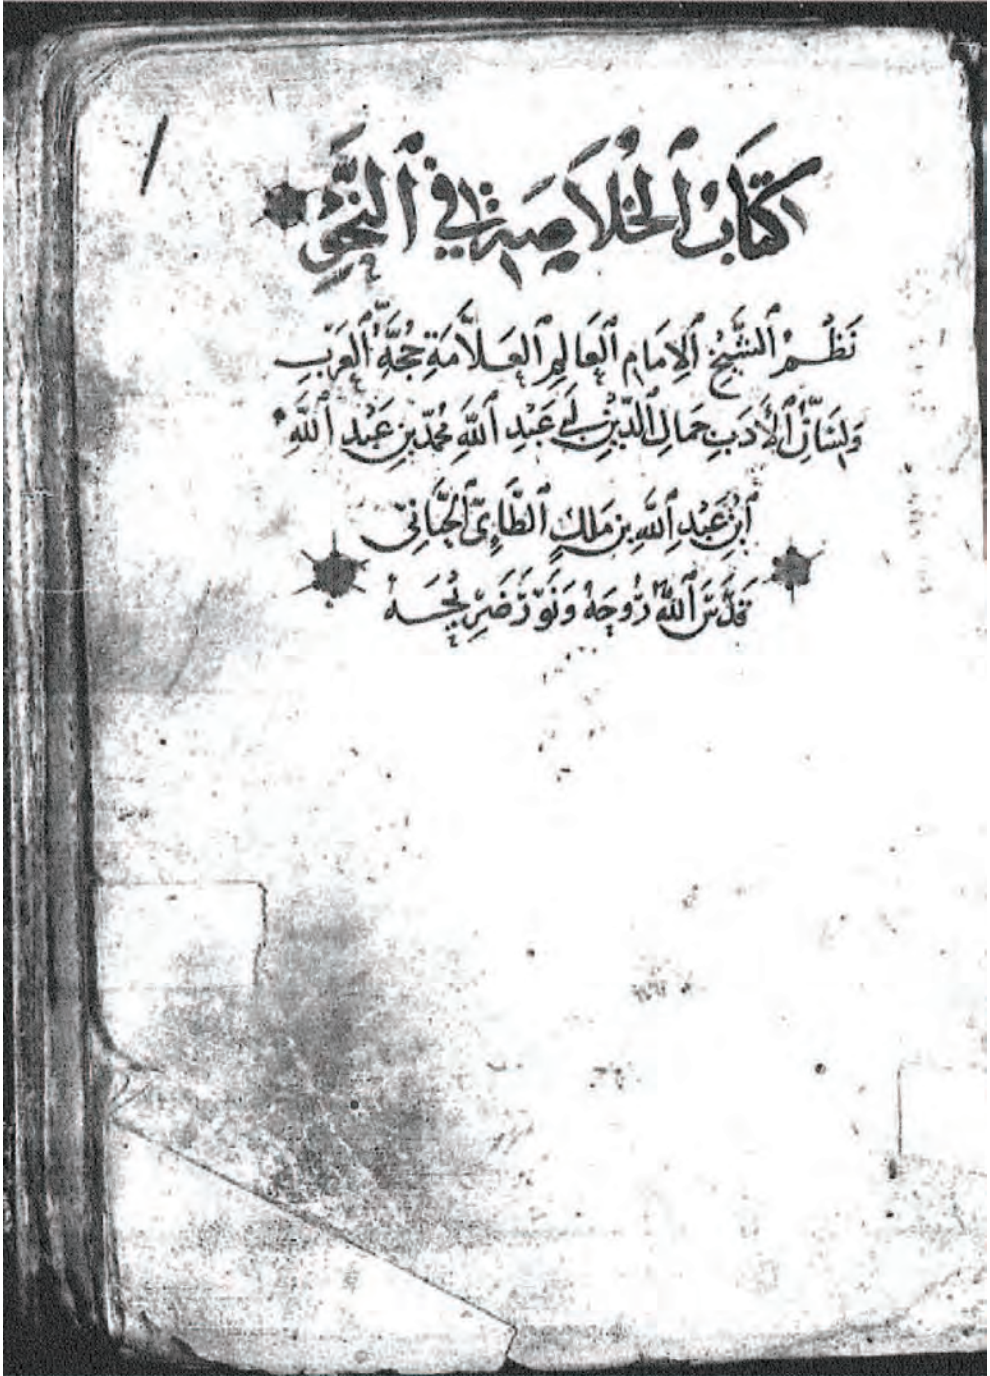 كتاب الخلاصة في النحو
نظم الشيخ الإمام العالم العلامة حجة العرب
ولسان الأدب جمال الدين أبي عبد الله محمد بن عبد الله
ابن عبد الله بن ملك الطائي الجياني
قدس الله روحه ونور ضريحه